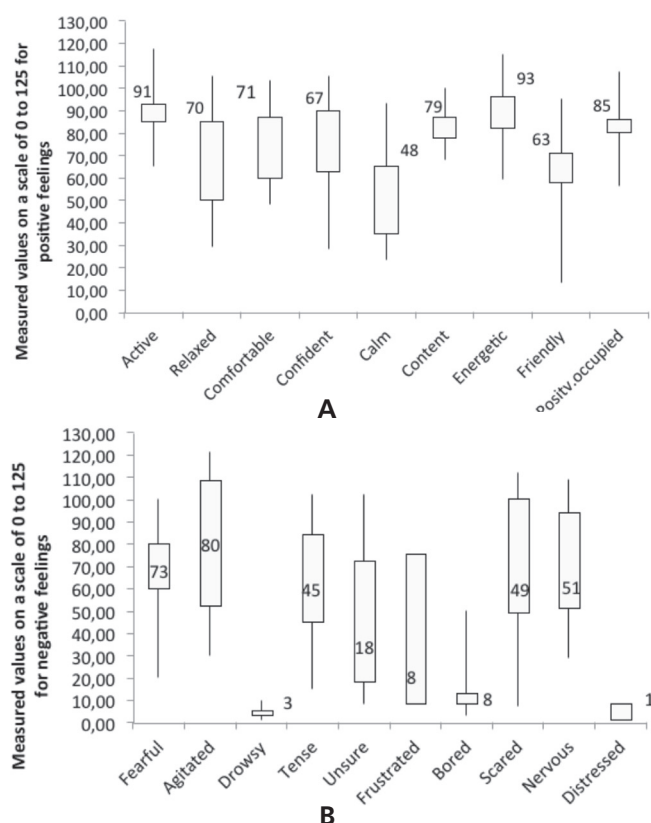 Measured values on a scale of 0 to 125 for
positive feelings
130,00
120,00
110,00
100,00
90,00
80,00
70,00
60,00
50,00
40,00
30,00
20,00
10,00
0,00
91
70
71
67
48
79
93
63
85
Active
Relaxed
Comfortable
Confident
Calm
Content
Energetic
Friendly
Positv.occupied
A
Measured values on a scale of 0 to 125
for negative feelings
130,00
120,00
110,00
100,00
90,00
80,00
70,00
60,00
50,00
40,00
30,00
20,00
10,00
0,00
73
80
3
45
18
8
8
49
51
1
Fearful
Agitated
Drowsy
Tense
Unsure
Frustrated
Bored
Scared
Nervous
Distressed
B